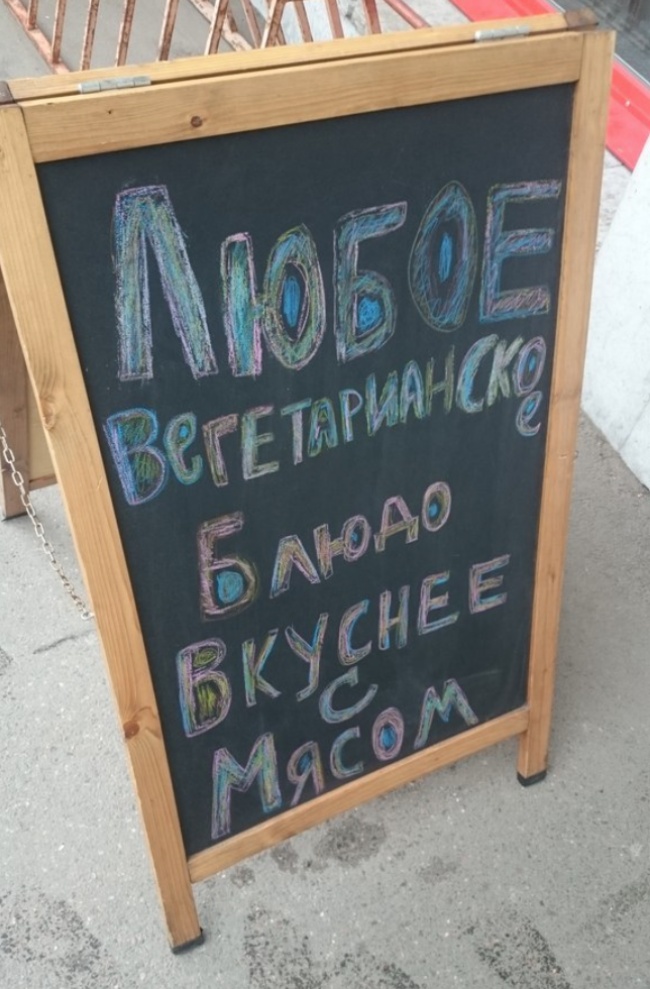 Любое
Вегетарианское
Блюдо
Вкуснее
с
Мясом